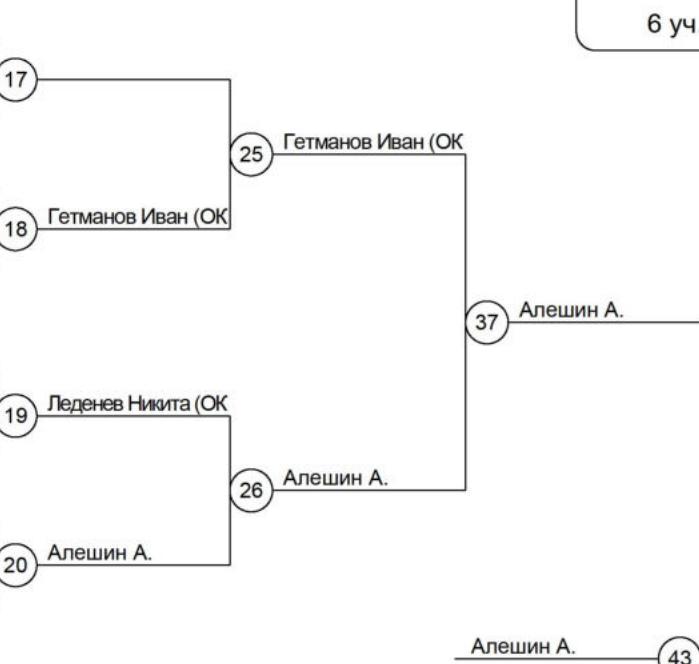 6 уч
17
Гетманов Иван (ОК
25
Гетманов Иван (ОК
18
Алешин А.
37
Леденев Никита (ОК
19
Алешин А.
26
Алешин А.
20
Алешин А.
43